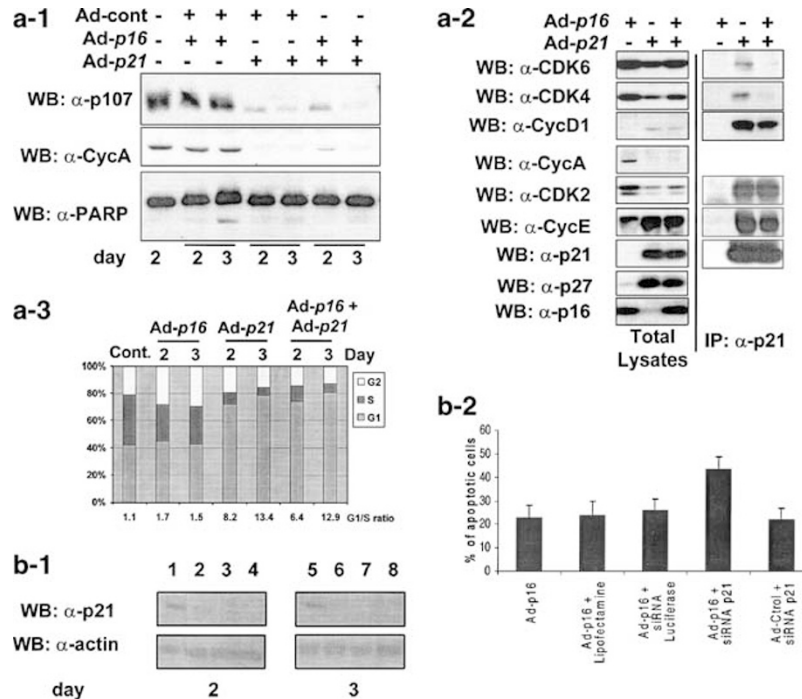 a-1
Ad-cont - + + + + - -
Ad-p16 - + + - - + +
Ad-p21 - - - + + + +
WB: α-p107
WB: α-CycA
WB: α-PARP
day 2 2 3 2 3 2 3
a-2
Ad-p16 + - + + - +
Ad-p21 - + + - + +
WB: α-CDK6
WB: α-CDK4
WB: α-CycD1
WB: α-CycA
WB: α-CDK2
WB: α-CycE
WB: α-p21
WB: α-p27
WB: α-p16
Total
Lysates
IP: α-p21
a-3
Ad-p16 +
Ad-p16 Ad-p21 Ad-p21
Cont. 2 3 2 3 2 3 Day
100%
80%
60%
40%
20%
0%
G2
S
G1
1.1 1.7 1.5 8.2 13.4 6.4 12.9 G1/S ratio
b-1
1 2 3 4 5 6 7 8
WB: α-p21
WB: α-actin
day 2 3
b-2
% of apoptotic cells
60
50
40
30
20
10
0
Ad-p16
Ad-p16 +
Lipofectamine
Ad-p16 +
siRNA
Luciferase
Ad-p16 +
siRNA p21
Ad-Ctrol +
siRNA p21